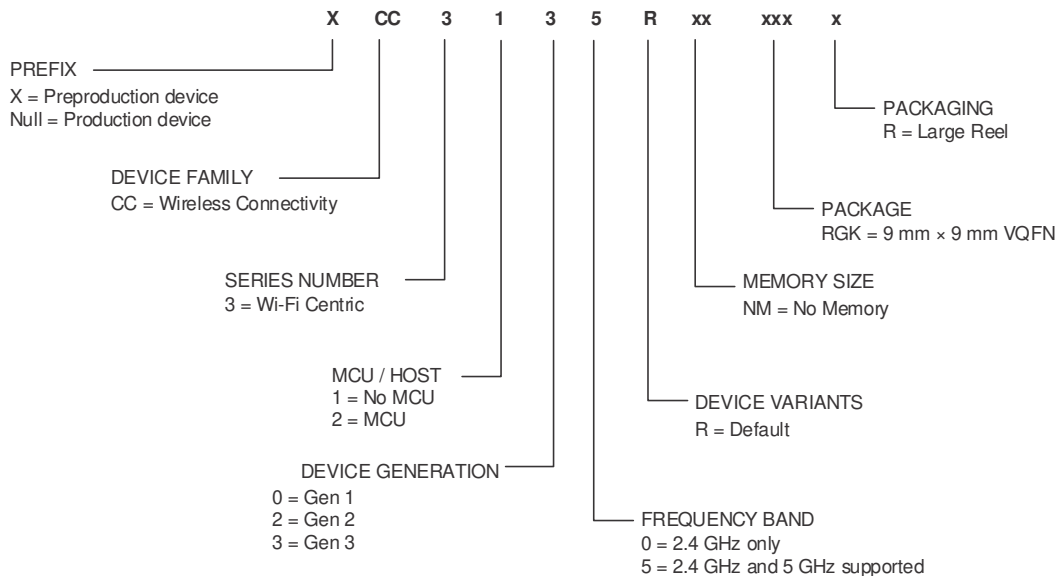 X CC 3 1 3 5 R xx xxx x
PREFIX
X = Preproduction device
Null = Production device
PACKAGING
R = Large Reel
DEVICE FAMILY
CC = Wireless Connectivity
PACKAGE
RGK = 9 mm × 9 mm VQFN
SERIES NUMBER
3 = Wi-Fi Centric
MEMORY SIZE
NM = No Memory
MCU / HOST
1 = No MCU
2 = MCU
DEVICE VARIANTS
R = Default
DEVICE GENERATION
0 = Gen 1
2 = Gen 2
3 = Gen 3
FREQUENCY BAND
0 = 2.4 GHz only
5 = 2.4 GHz and 5 GHz supported